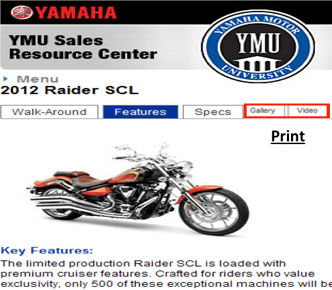 YAMAHA
YMU Sales
Resource Center
YAMAHA MOTOR
YMU
UNIVERSITY
Menu
2012 Raider SCL
Walk-Around Features Specs Gallery Video
Print
Key Features:
The limited production Raider SCL is loaded with
premium cruiser features. Crafted for riders who value
exclusivity, only 500 of these exceptional machines will be